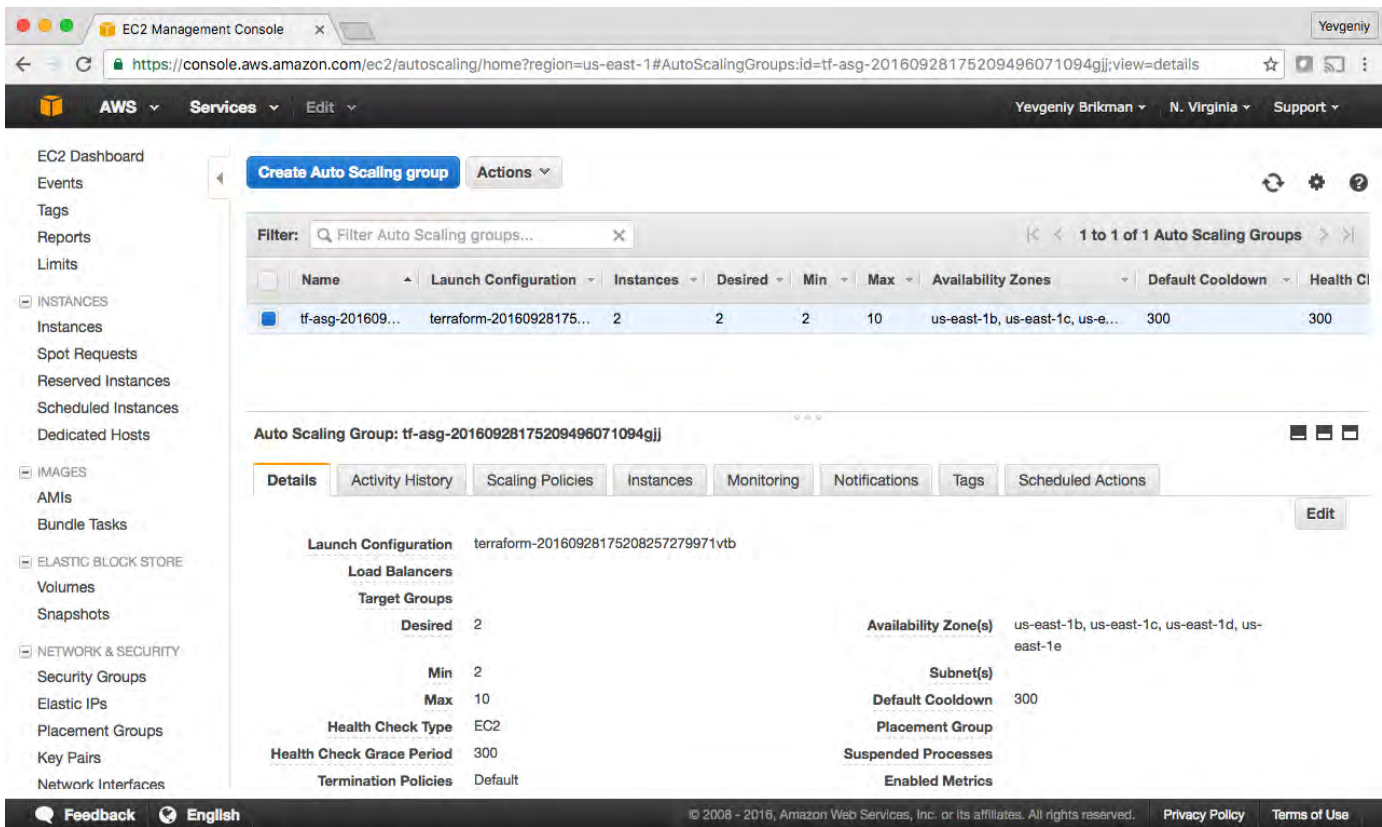 EC2 Management Console
Yevgeniy
https://console.aws.amazon.com/ec2/autoscaling/home?region=us-east-1#AutoScalingGroups:id=tf-asg-20160928175209496071094gjj;view=details
AWS Services Edit Yevgeniy Brikman N. Virginia Support
EC2 Dashboard
Events
Tags
Reports
Limits
INSTANCES
Instances
Spot Requests
Reserved Instances
Scheduled Instances
Dedicated Hosts
IMAGES
AMIs
Bundle Tasks
ELASTIC BLOCK STORE
Volumes
Snapshots
NETWORK & SECURITY
Security Groups
Elastic IPs
Placement Groups
Key Pairs
Network Interfaces
Create Auto Scaling group Actions
Filter: Filter Auto Scaling groups... 1 to 1 of 1 Auto Scaling Groups
Name Launch Configuration Instances Desired Min Max Availability Zones Default Cooldown Health Cl
tf-asg-201609... terraform-20160928175... 2 2 2 10 us-east-1b, us-east-1c, us-e... 300 300
Auto Scaling Group: tf-asg-20160928175209496071094gjj
Details Activity History Scaling Policies Instances Monitoring Notifications Tags Scheduled Actions
Edit
Launch Configuration terraform-20160928175208257279971vtb
Load Balancers
Target Groups
Desired 2 Availability Zone(s) us-east-1b, us-east-1c, us-east-1d, us-
east-1e
Min 2 Subnet(s)
Max 10 Default Cooldown 300
Health Check Type EC2 Placement Group
Health Check Grace Period 300 Suspended Processes
Termination Policies Default Enabled Metrics
Feedback English © 2008 - 2016, Amazon Web Services, Inc. or its affiliates. All rights reserved. Privacy Policy Terms of Use